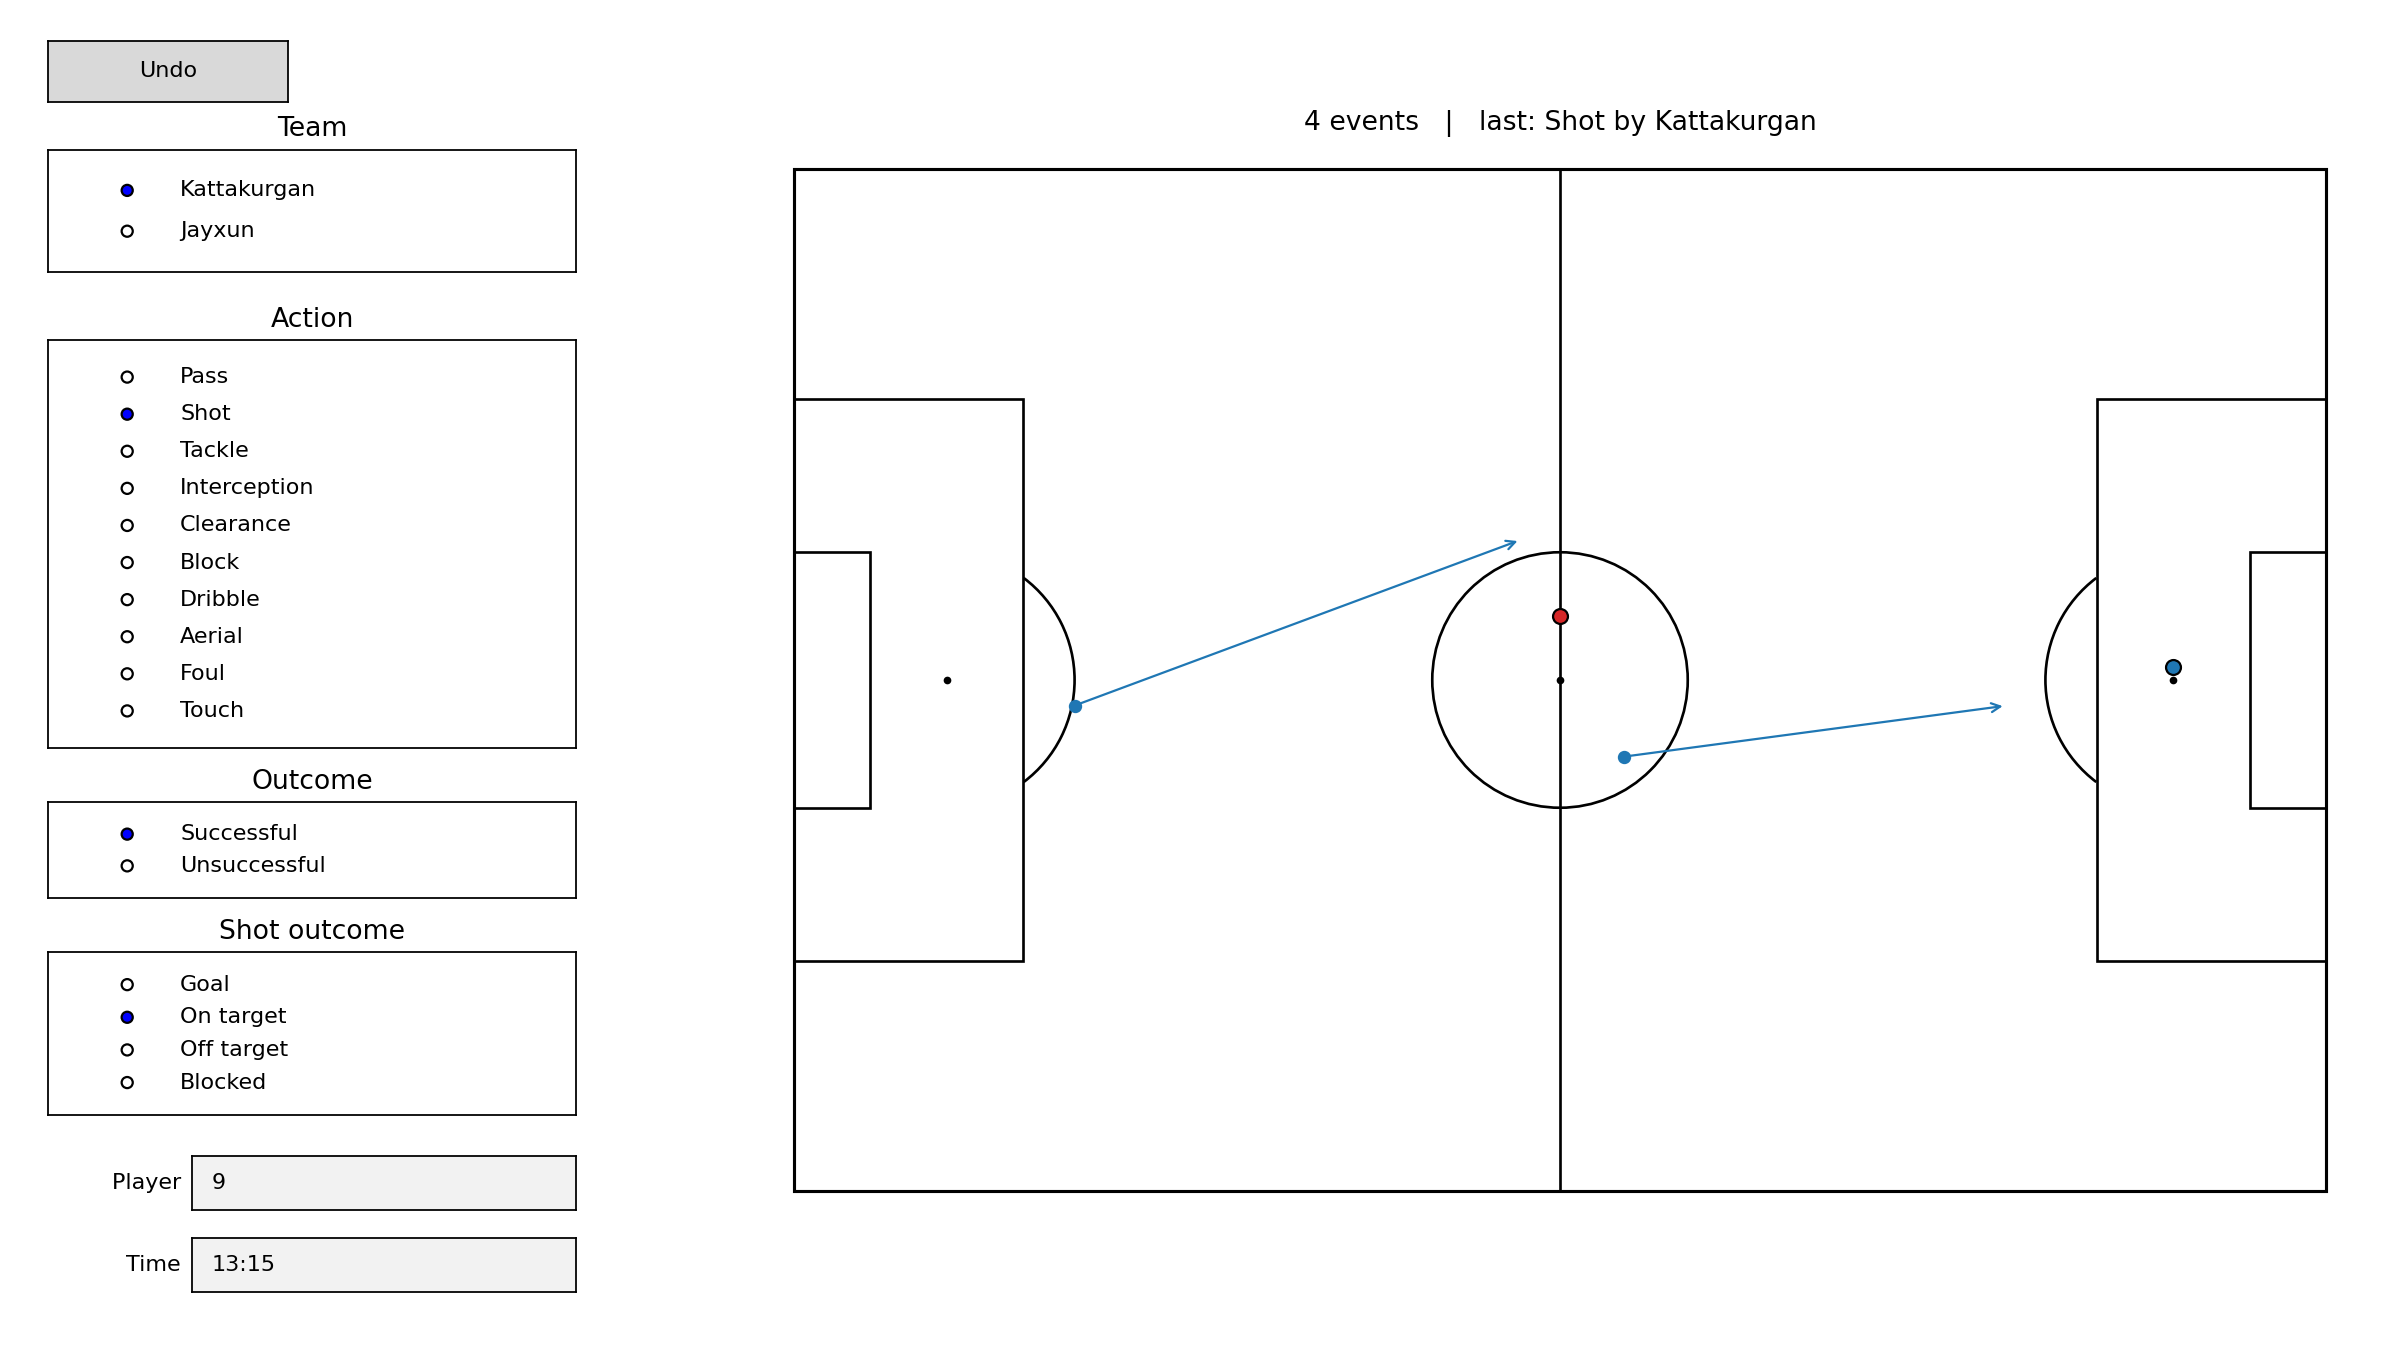 Undo
Team
Kattakurgan
Jayxun
Action
Pass
Shot
Tackle
Interception
Clearance
Block
Dribble
Aerial
Foul
Touch
Outcome
Successful
Unsuccessful
Shot outcome
Goal
On target
Off target
Blocked
Player 9
Time 13:15
4 events | last: Shot by Kattakurgan